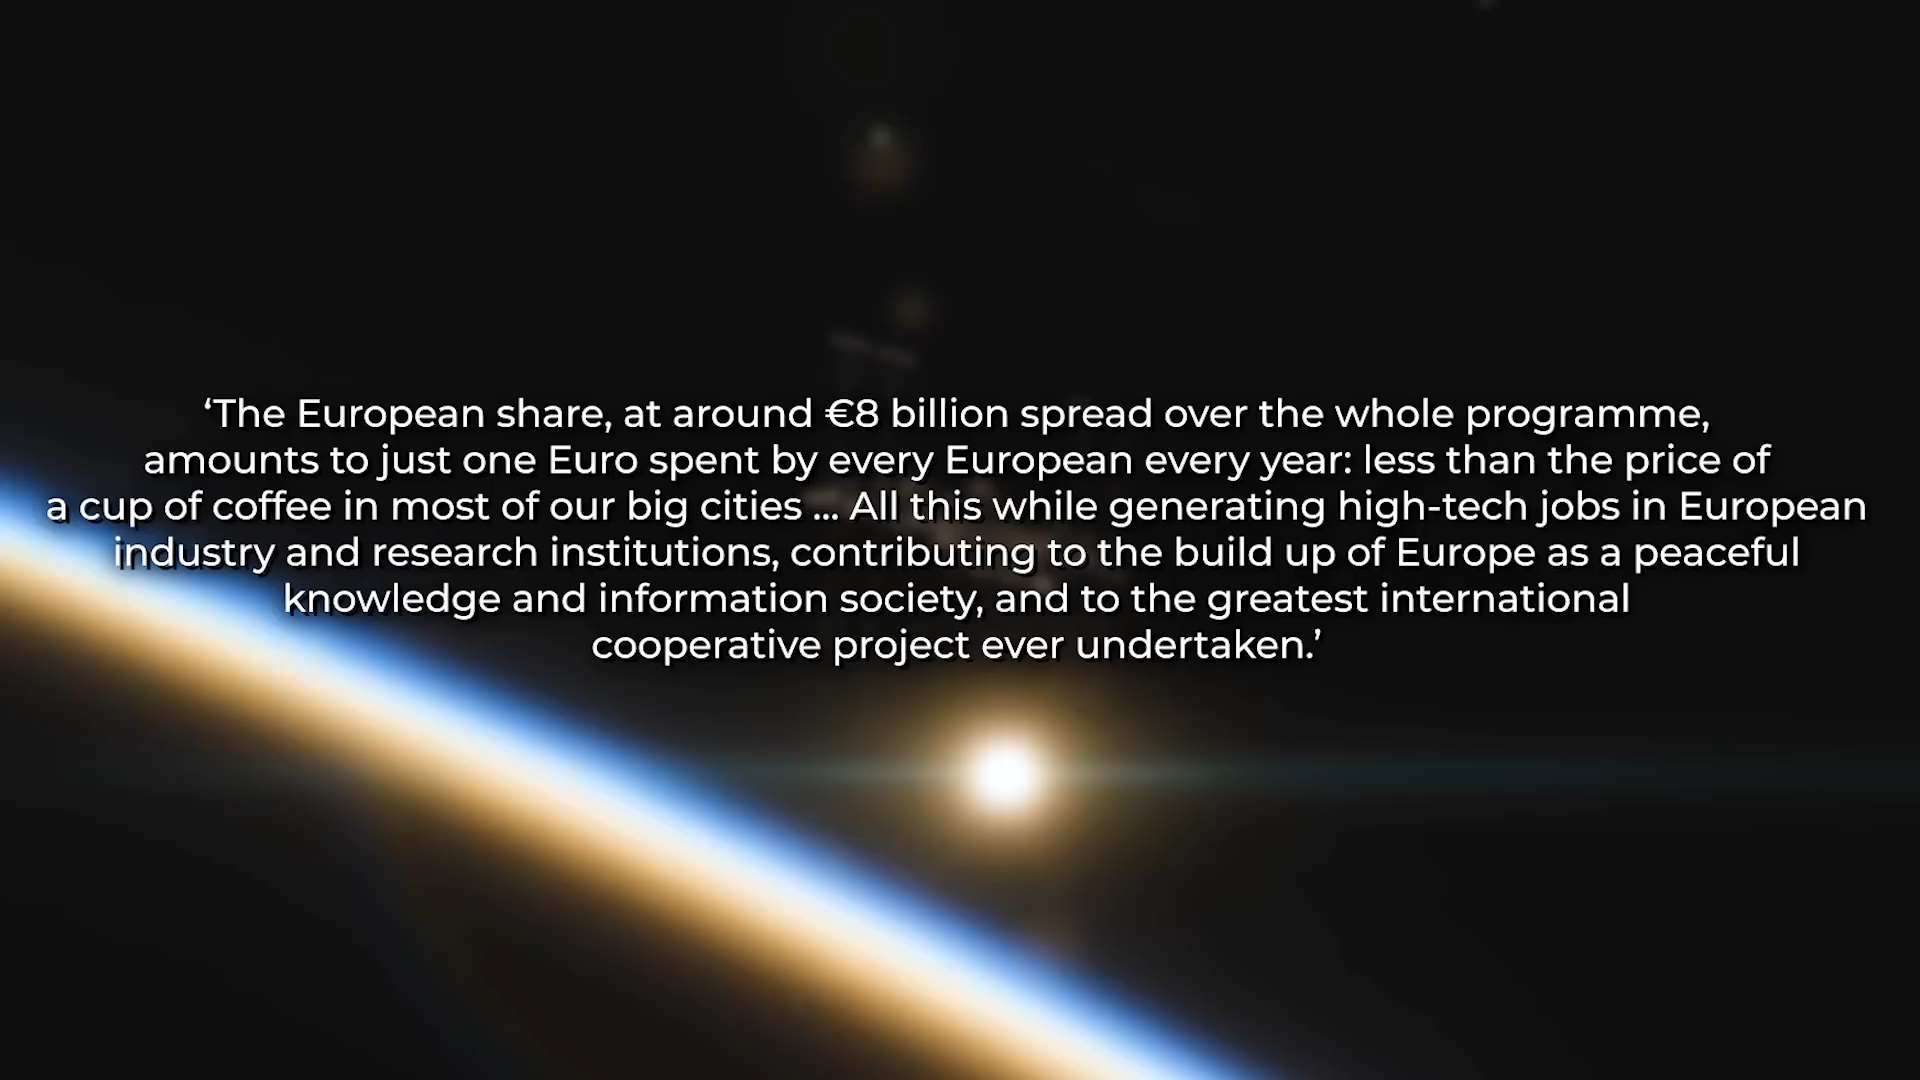 ‘The European share, at around €8 billion spread over the whole programme,
amounts to just one Euro spent by every European every year: less than the price of
a cup of coffee in most of our big cities ... All this while generating high-tech jobs in European
industry and research institutions, contributing to the build up of Europe as a peaceful
knowledge and information society, and to the greatest international
cooperative project ever undertaken.’